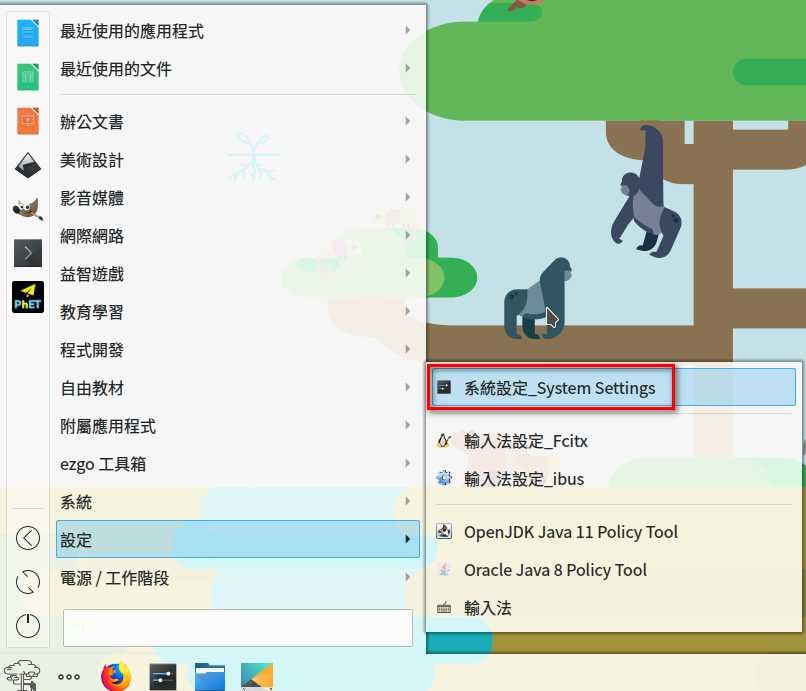 最近使用的應用程式
最近使用的文件
辦公文書
美術設計
影音媒體
網際網路
益智遊戲
PhET
教育學習
程式開發
自由教材
系統設定_System Settings
附屬應用程式
輸入法設定_Fcitx
ezgo 工具箱
輸入法設定_ibus
系統
設定
OpenJDK Java 11 Policy Tool
電源 / 工作階段
Oracle Java 8 Policy Tool
輸入法